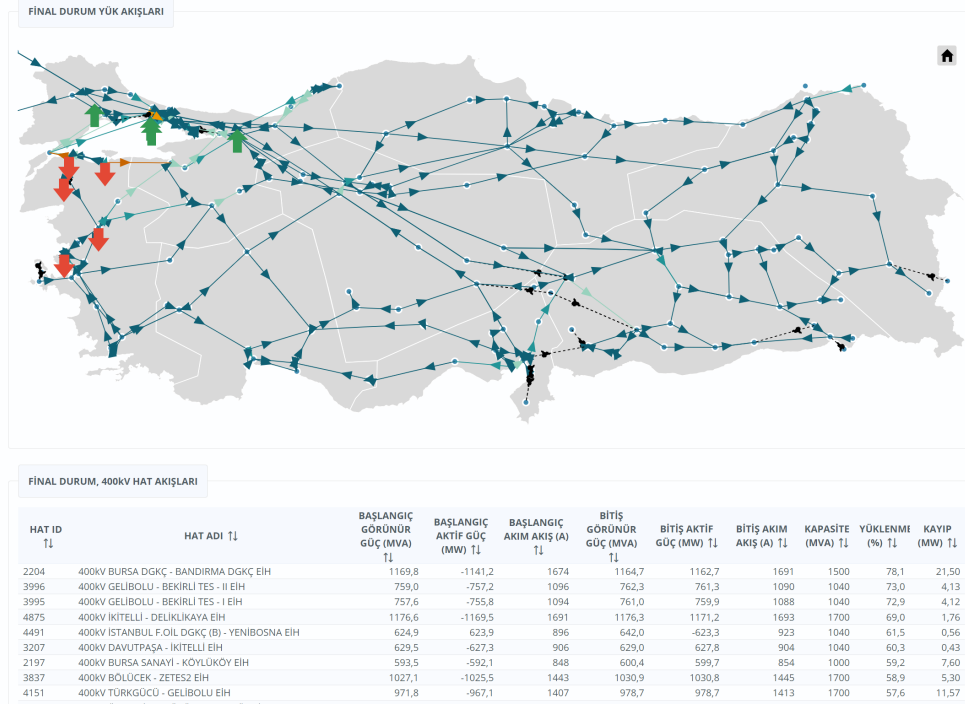 FİNAL DURUM YÜK AKIŞLARI
FİNAL DURUM, 400kV HAT AKIŞLARI
HAT ID HAT ADI BAŞLANGIÇ GÖRÜNÜR GÜÇ (MVA) BAŞLANGIÇ AKTİF GÜÇ (MW) BAŞLANGIÇ AKIM AKIŞ (A) BİTİŞ GÖRÜNÜR GÜÇ (MVA) BİTİŞ AKTİF GÜÇ (MW) BİTİŞ AKIM AKIŞ (A) KAPASİTE (MVA) YÜKLENME (%) KAYIP (MW)
2204 400kV BURSA DGKÇ - BANDIRMA DGKÇ EİH 1169,8 -1141,2 1674 1164,7 1162,7 1691 1500 78,1 21,50
3996 400kV GELİBOLU - BEKİRLİ TES - II EİH 759,0 -757,2 1096 762,3 761,3 1090 1040 73,0 4,13
3995 400kV GELİBOLU - BEKİRLİ TES - I EİH 757,6 -755,8 1094 761,0 759,9 1088 1040 72,9 4,12
4875 400kV İKİTELLİ - DELİKLİKAYA EİH 1176,6 -1169,5 1691 1176,3 1171,2 1693 1700 69,0 1,76
4491 400kV İSTANBUL F.OİL DGKÇ (B) - YENİBOSNA EİH 624,9 623,9 896 642,0 -623,3 923 1040 61,5 0,56
3207 400kV DAVUTPAŞA - İKİTELLİ EİH 629,5 -627,3 906 629,0 627,8 904 1040 60,3 0,43
2197 400kV BURSA SANAYİ - KÖYLÜKÖY EİH 593,5 -592,1 848 600,4 599,7 854 1000 59,2 7,60
3837 400kV BÖLÜCEK - ZETES2 EİH 1027,1 -1025,5 1443 1030,9 1030,8 1445 1700 58,9 5,30
4151 400kV TÜRKGÜCÜ - GELİBOLU EİH 971,8 -967,1 1407 978,7 978,7 1413 1700 57,6 11,57